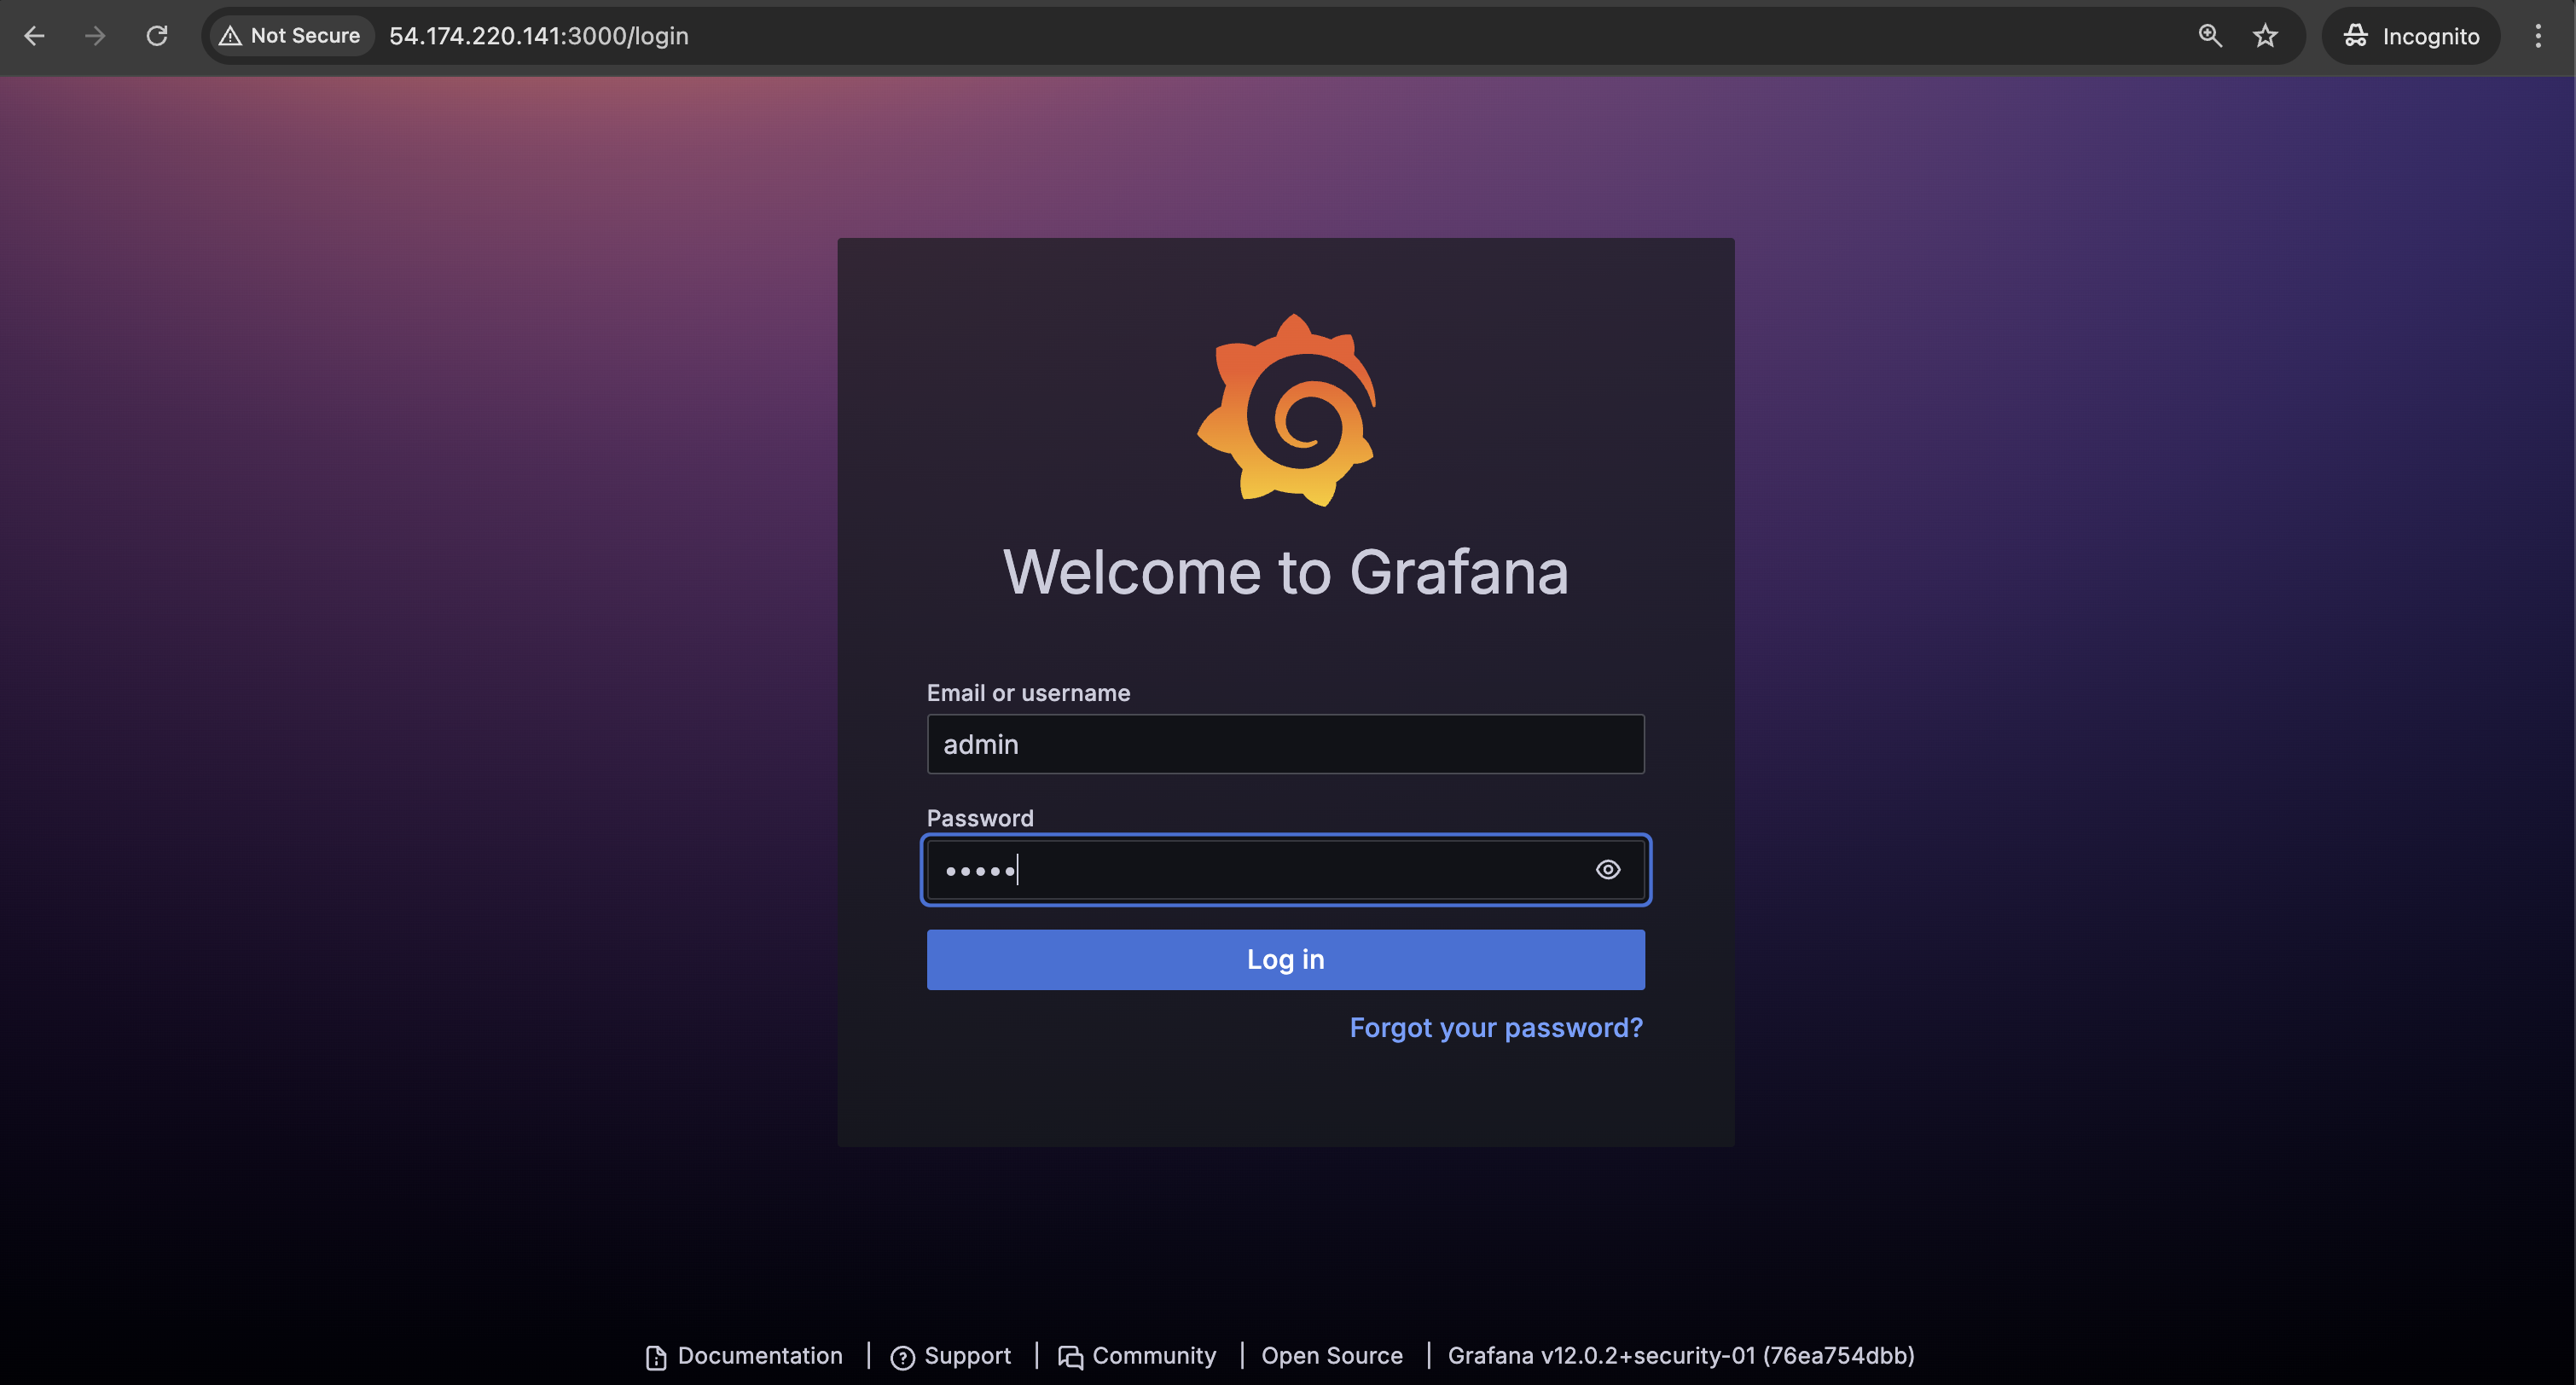 Not Secure 54.174.220.141:3000/login Incognito
Welcome to Grafana
Email or username
admin
Password
•••••
Log in
Forgot your password?
Documentation | Support | Community | Open Source | Grafana v12.0.2+security-01 (76ea754dbb)